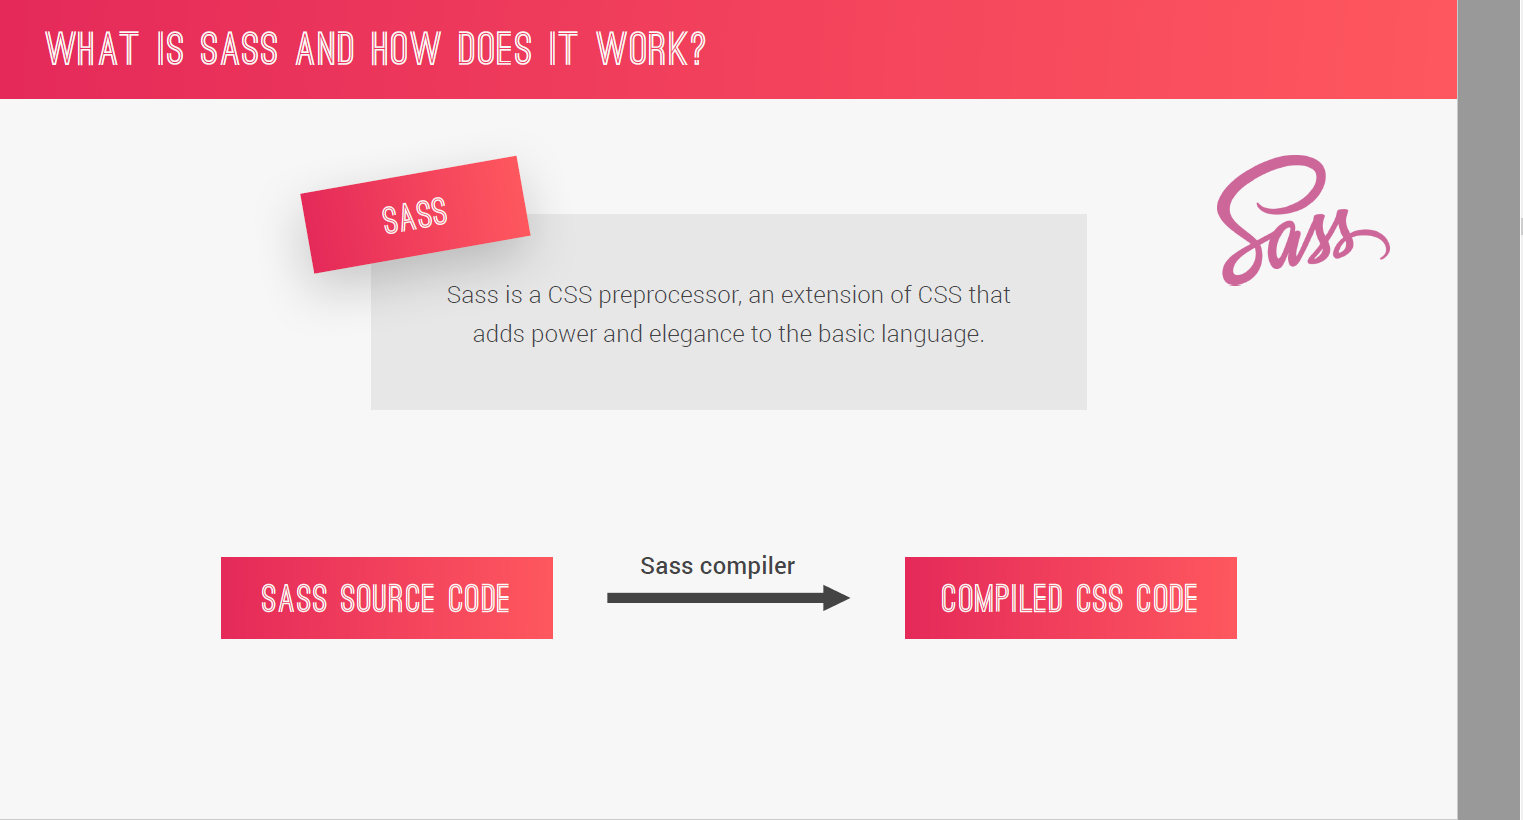 WHAT IS SASS AND HOW DOES IT WORK?
SASS
Sass
Sass is a CSS preprocessor, an extension of CSS that
adds power and elegance to the basic language.
Sass compiler
SASS SOURCE CODE
COMPILED CSS CODE